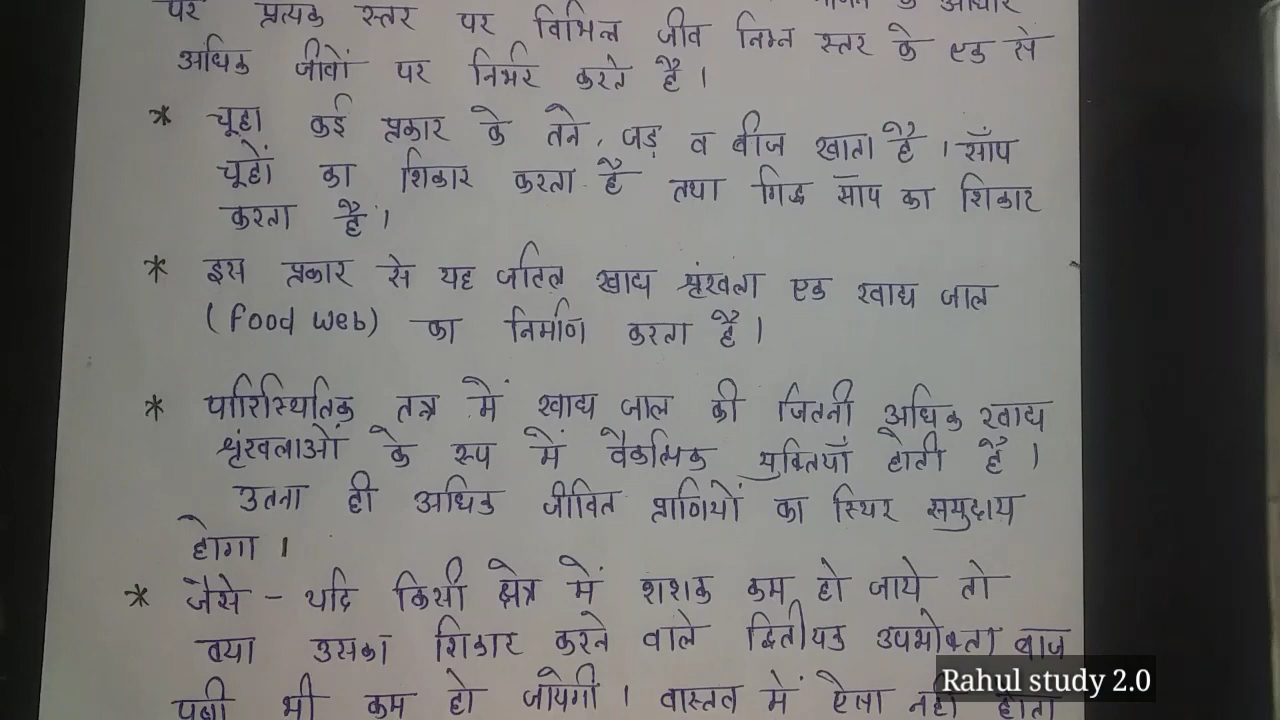 के आधार
पर प्रत्येक स्तर पर विभिन्न जीव निम्न स्तर के एक से
अधिक जीवों पर निर्भर करते है।
* चूहा कई प्रकार के तने, जड़ व बीज खाता है। साँप
चूहों का शिकार करता है तथा गिद्ध साँप का शिकार
करता है।
* इस प्रकार से यह जटिल खाद्य श्रृंखला एक खाद्य जाल
(food web) का निर्माण करता है।
* पारिस्थितिक तन्त्र में खाद्य जाल की जितनी अधिक खाद्य
श्रृंखलाओं के रूप में वैकल्पिक युक्तियाँ होती है।
उतना ही अधिक जीवित प्राणियों का स्थिर समुदाय
होगा।
* जैसे - यदि किसी क्षेत्र में शशक कम हो जाये तो
क्या उसका शिकार करने वाले द्वितीयक उपभोक्ता बाज
पक्षी भी कम हो जायेगी। वास्तव में ऐसा नही होता
Rahul study 2.0